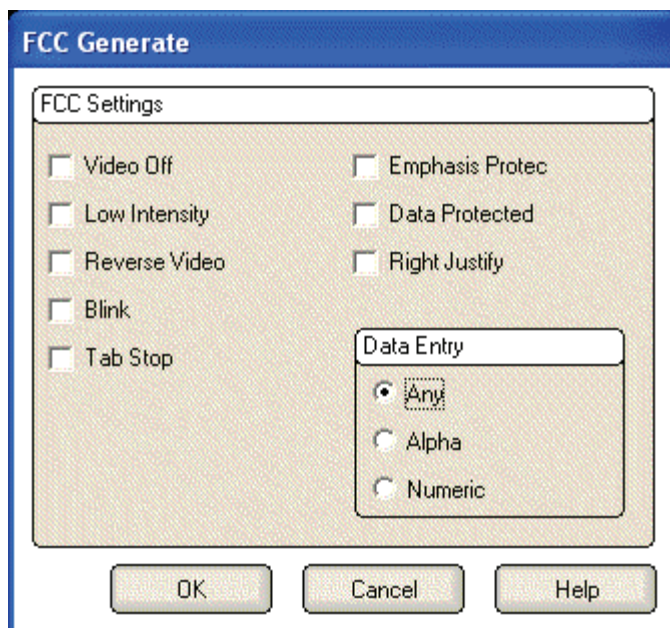 FCC Generate
FCC Settings
Video Off
Low Intensity
Reverse Video
Blink
Tab Stop
Emphasis Protec
Data Protected
Right Justify
Data Entry
Any
Alpha
Numeric
OK
Cancel
Help